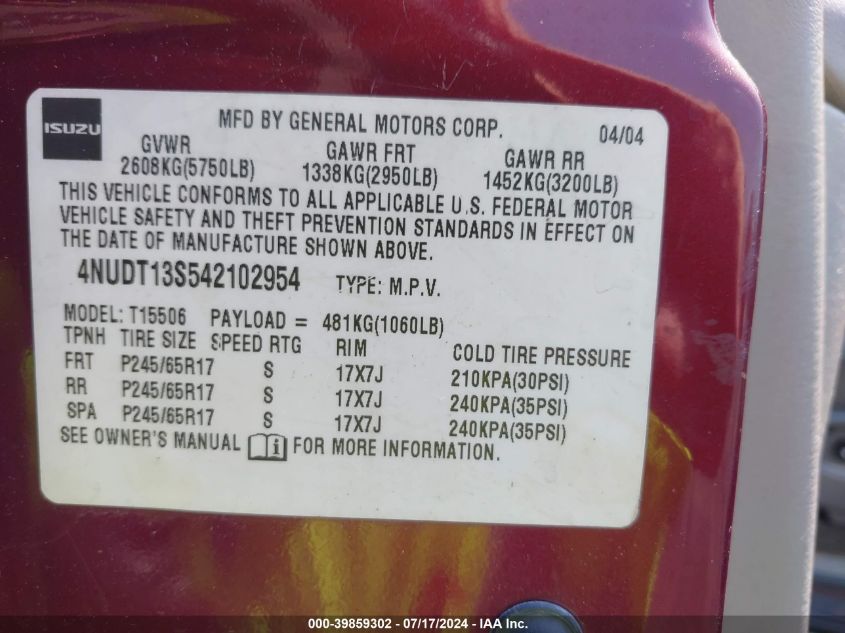 ISUZU
MFD BY GENERAL MOTORS CORP. 04/04
GVWR GAWR FRT GAWR RR
2608KG(5750LB) 1338KG(2950LB) 1452KG(3200LB)
THIS VEHICLE CONFORMS TO ALL APPLICABLE U.S. FEDERAL MOTOR
VEHICLE SAFETY AND THEFT PREVENTION STANDARDS IN EFFECT ON
THE DATE OF MANUFACTURE SHOWN ABOVE.
4NUDT13S542102954 TYPE: M.P.V.
MODEL: T15506 PAYLOAD = 481KG(1060LB)
TPNH TIRE SIZE SPEED RTG RIM COLD TIRE PRESSURE
FRT P245/65R17 S 17X7J 210KPA(30PSI)
RR P245/65R17 S 17X7J 240KPA(35PSI)
SPA P245/65R17 S 17X7J 240KPA(35PSI)
SEE OWNER'S MANUAL i FOR MORE INFORMATION.
000-39859302 - 07/17/2024 - IAA Inc.